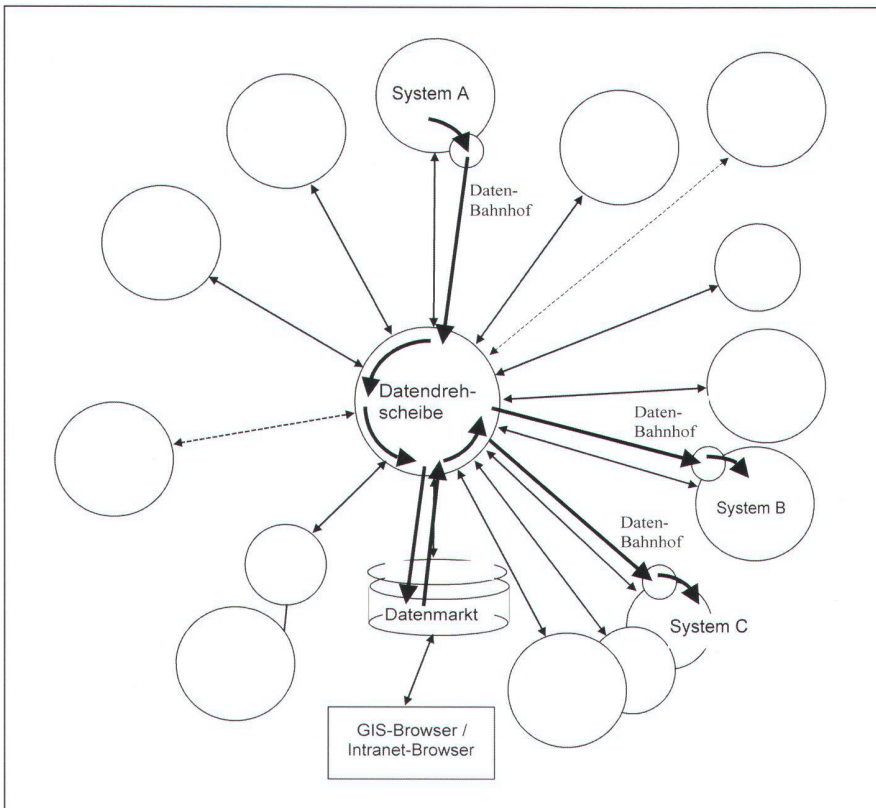 System A
Daten-
Bahnhof
Datendreh-
scheibe
Daten-
Bahnhof
System B
Daten-
Bahnhof
System C
Datenmarkt
GIS-Browser /
Intranet-Browser